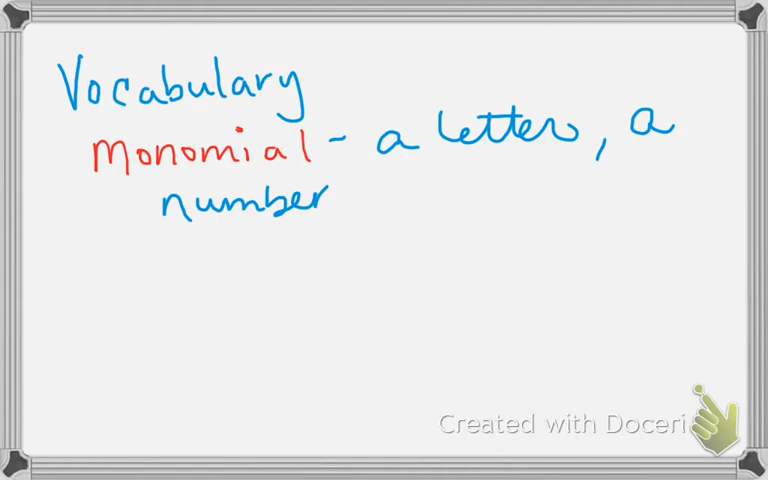 Vocabulary
Monomial - a letter, a
number
Created with Doceri